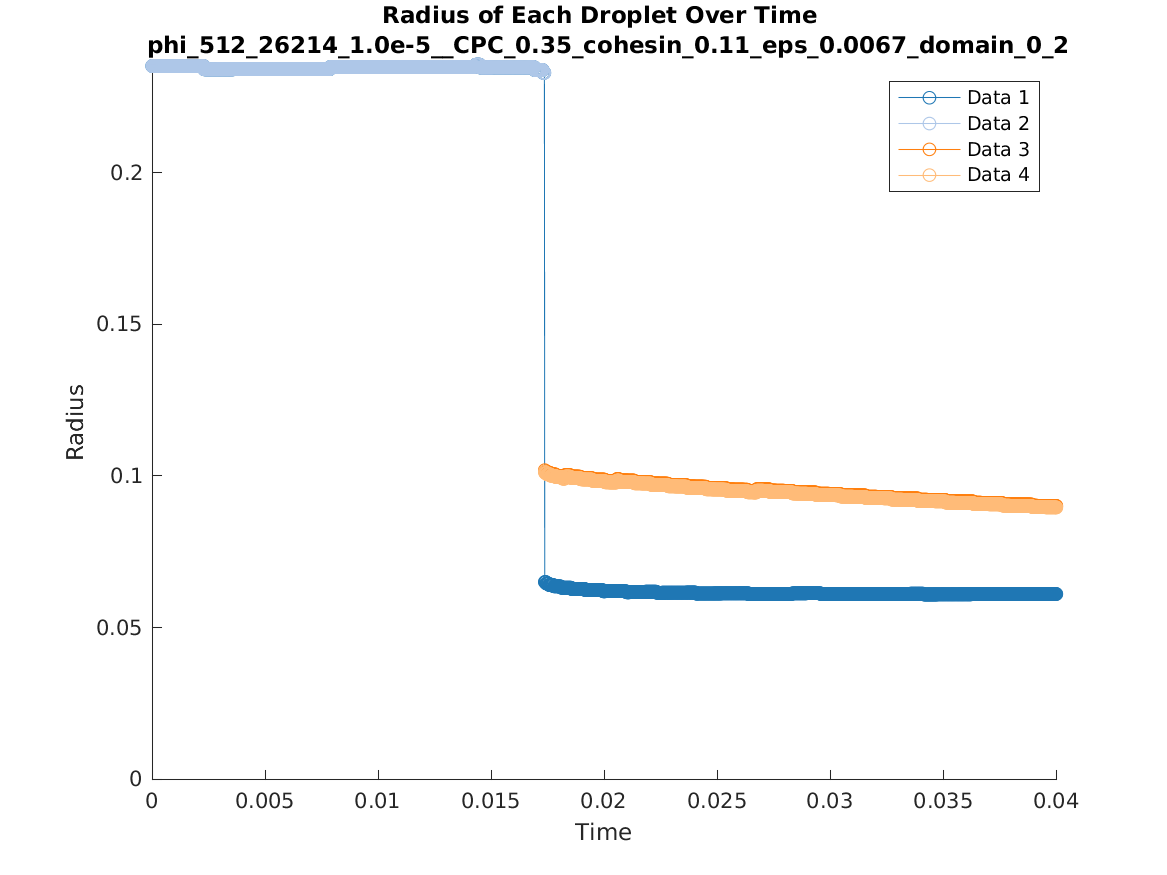 Radius of Each Droplet Over Time
phi_512_26214_1.0e-5__CPC_0.35_cohesin_0.11_eps_0.0067_domain_0_2
Data 1
Data 2
Data 3
Data 4
0.2
0.15
0.1
0.05
0
Radius
0
0.005
0.01
0.015
0.02
0.025
0.03
0.035
0.04
Time